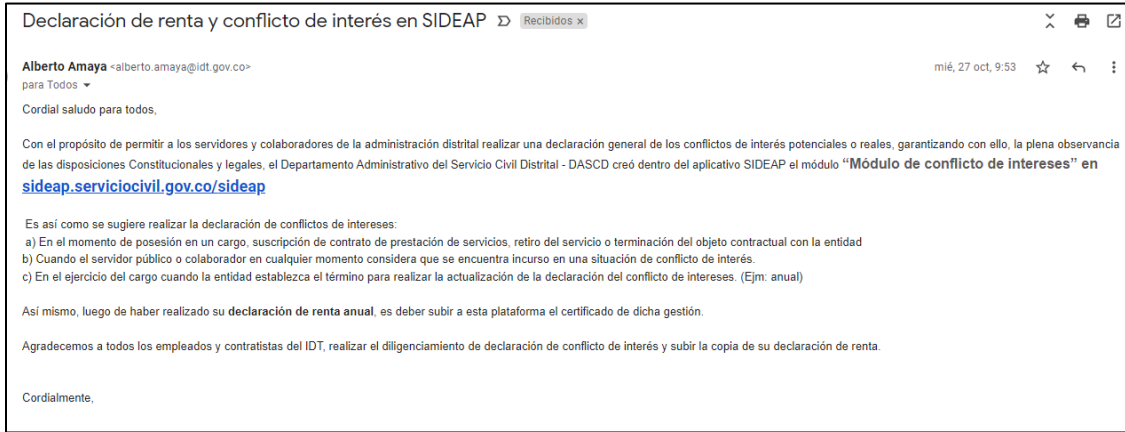 Declaración de renta y conflicto de interés en SIDEAP Recibidos x
Alberto Amaya <alberto.amaya@idt.gov.co> mié, 27 oct, 9:53
para Todos
Cordial saludo para todos,
Con el propósito de permitir a los servidores y colaboradores de la administración distrital realizar una declaración general de los conflictos de interés potenciales o reales, garantizando con ello, la plena observancia
de las disposiciones Constitucionales y legales, el Departamento Administrativo del Servicio Civil Distrital - DASCD creó dentro del aplicativo SIDEAP el módulo “Módulo de conflicto de intereses” en
sideap.serviciocivil.gov.co/sideap
Es así como se sugiere realizar la declaración de conflictos de intereses:
a) En el momento de posesión en un cargo, suscripción de contrato de prestación de servicios, retiro del servicio o terminación del objeto contractual con la entidad
b) Cuando el servidor público o colaborador en cualquier momento considera que se encuentra incurso en una situación de conflicto de interés.
c) En el ejercicio del cargo cuando la entidad establezca el término para realizar la actualización de la declaración del conflicto de intereses. (Ejm: anual)
Así mismo, luego de haber realizado su declaración de renta anual, es deber subir a esta plataforma el certificado de dicha gestión.
Agradecemos a todos los empleados y contratistas del IDT, realizar el diligenciamiento de declaración de conflicto de interés y subir la copia de su declaración de renta.
Cordialmente,